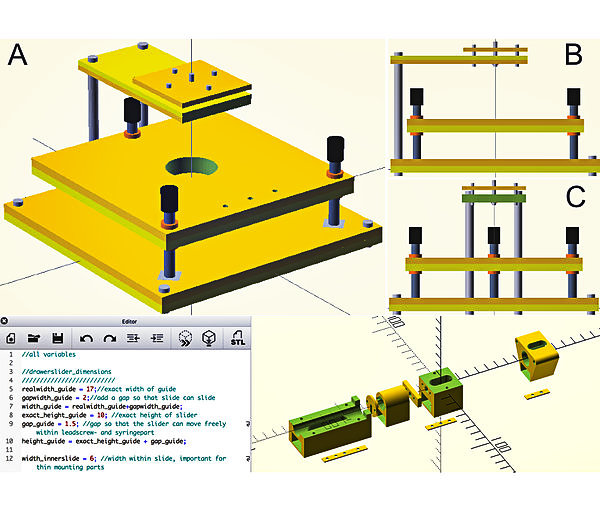 A
B
C
Editor
STL
1 //all variables
2
3 //drawerslider_dimensions
4 //////////////////////////
5 realwidth_guide = 17;//exact width of guide
6 gapwidth_guide = 2;//add a gap so that slide can slide
7 width_guide = realwidth_guide+gapwidth_guide;
8 exact_height_guide = 10; //exact height of slider
9 gap_guide = 1.5; //gap so that the slider can move freely
within leadscrew- and syringeport
10 height_guide = exact_height_guide + gap_guide;
11
12 width_innerslide = 6; //width within slide, important for
thin mounting parts
100